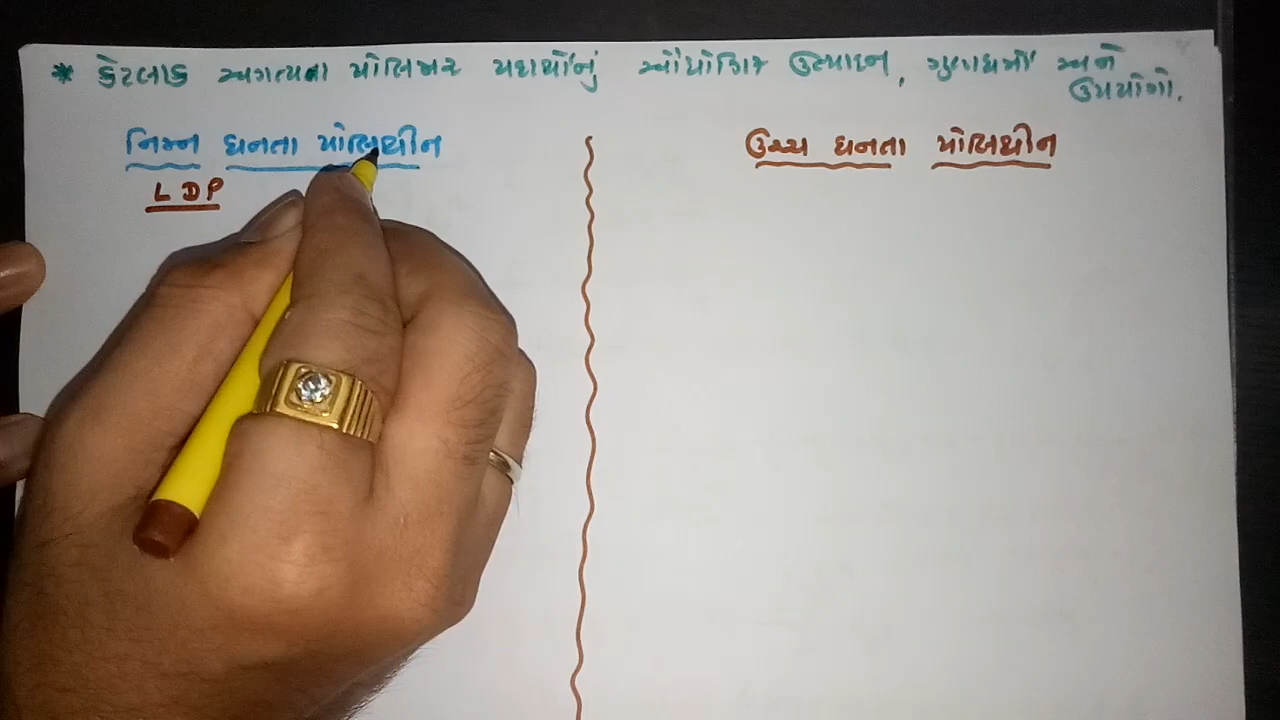 * કેટલાક અગત્યના પોલિમર પદાર્થોનું ઔદ્યોગિક ઉત્પાદન, ગુણધર્મો અને
ઉપયોગો.
નિમ્ન ઘનતા પોલિથીન
LDP
ઉચ્ચ ઘનતા પોલિથીન